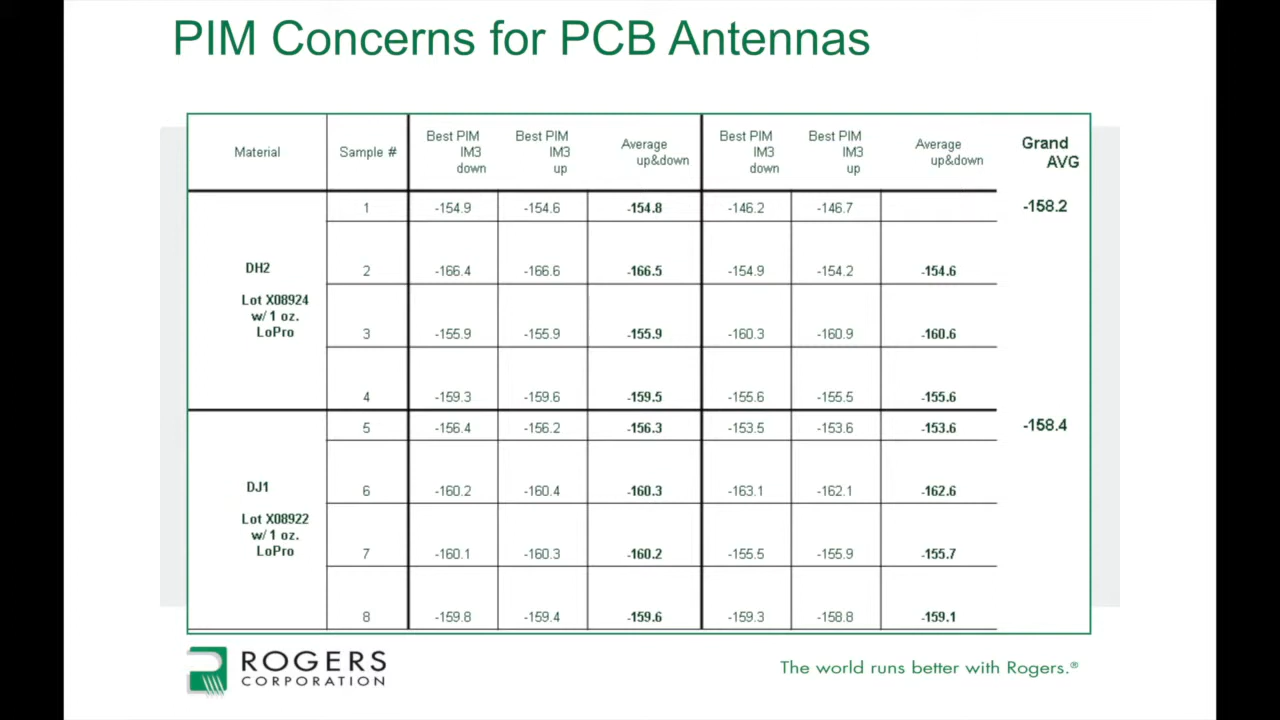 PIM Concerns for PCB Antennas
Material Sample # Best PIM IM3 down Best PIM IM3 up Average up&down Best PIM IM3 down Best PIM IM3 up Average up&down Grand AVG
1 -154.9 -154.6 -154.8 -146.2 -146.7 -158.2
DH2
Lot X08924
w/ 1 oz.
LoPro
2 -166.4 -166.6 -166.5 -154.9 -154.2 -154.6
3 -155.9 -155.9 -155.9 -160.3 -160.9 -160.6
4 -159.3 -159.6 -159.5 -155.6 -155.5 -155.6
5 -156.4 -156.2 -156.3 -153.5 -153.6 -153.6 -158.4
DJ1
Lot X08922
w/ 1 oz.
LoPro
6 -160.2 -160.4 -160.3 -163.1 -162.1 -162.6
7 -160.1 -160.3 -160.2 -155.5 -155.9 -155.7
8 -159.8 -159.4 -159.6 -159.3 -158.8 -159.1
ROGERS
CORPORATION
The world runs better with Rogers.®